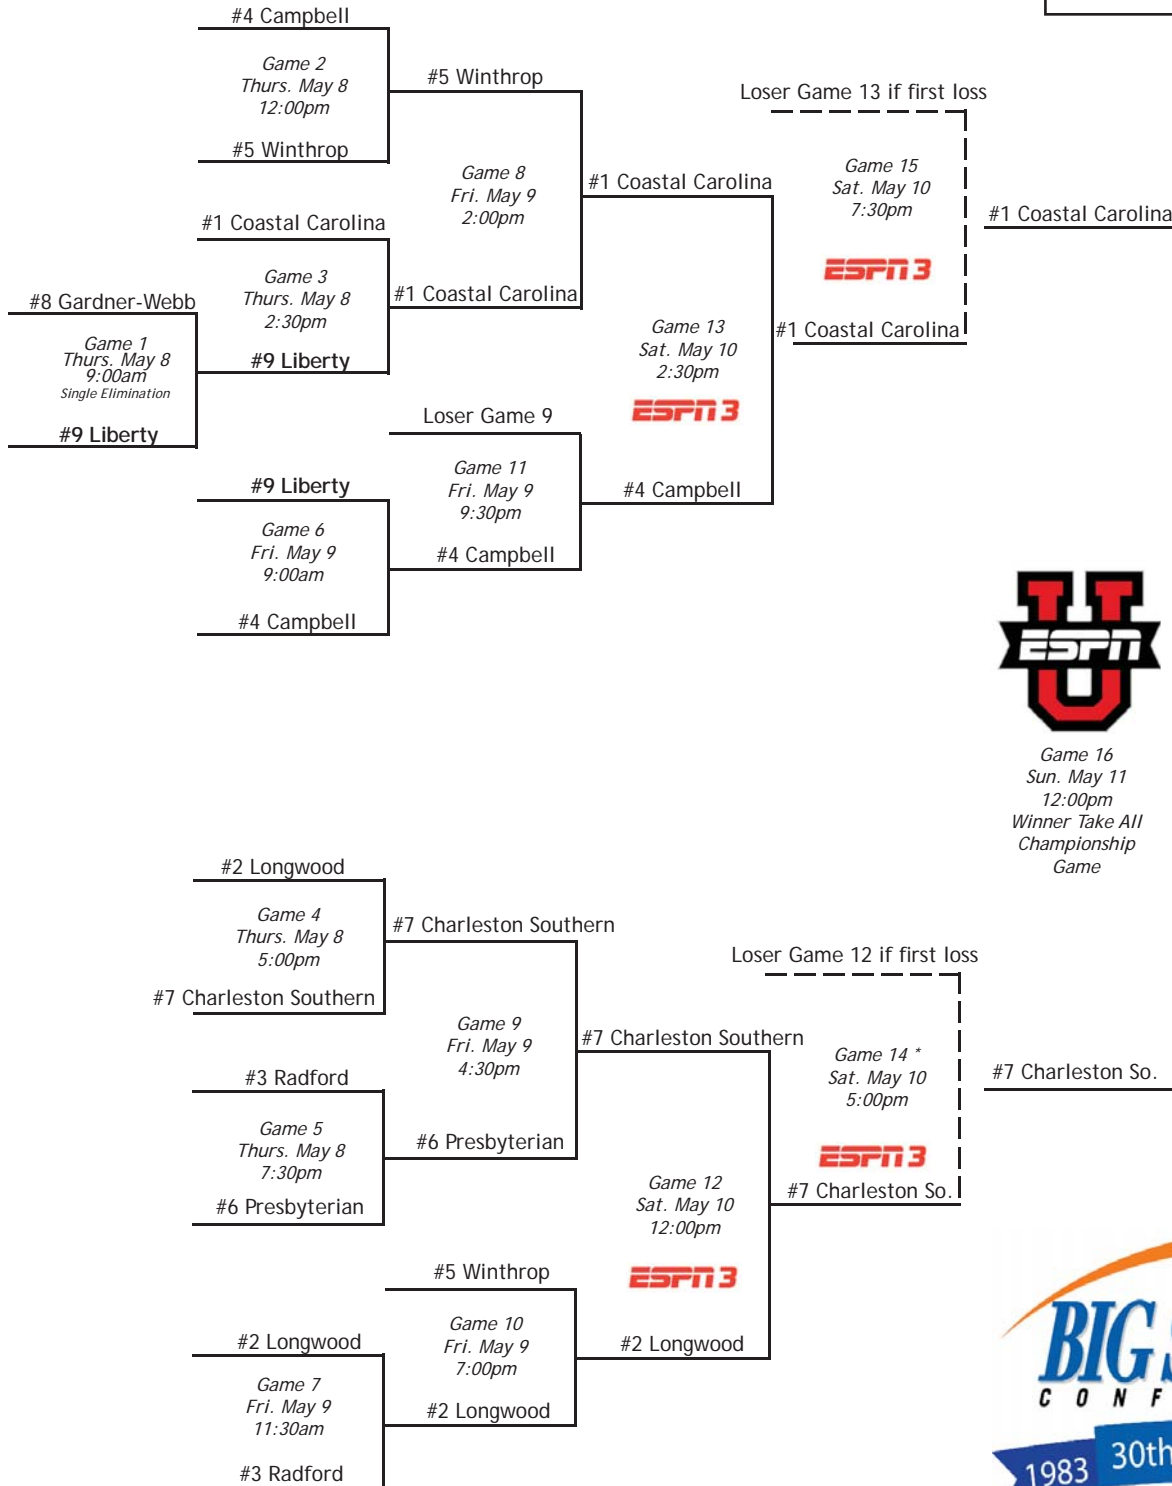 #4 Campbell
Game 2
Thurs. May 8
12:00pm
#5 Winthrop
#5 Winthrop
Game 8
Fri. May 9
2:00pm
#1 Coastal Carolina
#1 Coastal Carolina
Game 3
Thurs. May 8
2:30pm
#1 Coastal Carolina
#8 Gardner-Webb
Game 1
Thurs. May 8
9:00am
Single Elimination
#9 Liberty
#9 Liberty
Loser Game 9
Game 11
Fri. May 9
9:30pm
#4 Campbell
#9 Liberty
Game 6
Fri. May 9
9:00am
#4 Campbell
Game 13
Sat. May 10
2:30pm
ESPN3
#4 Campbell
Loser Game 13 if first loss
Game 15
Sat. May 10
7:30pm
ESPN3
#1 Coastal Carolina
#1 Coastal Carolina
U
ESPN
Game 16
Sun. May 11
12:00pm
Winner Take All
Championship
Game
#2 Longwood
Game 4
Thurs. May 8
5:00pm
#7 Charleston Southern
#7 Charleston Southern
Game 9
Fri. May 9
4:30pm
#7 Charleston Southern
#3 Radford
Game 5
Thurs. May 8
7:30pm
#6 Presbyterian
#6 Presbyterian
Game 12
Sat. May 10
12:00pm
ESPN3
#5 Winthrop
Game 10
Fri. May 9
7:00pm
#2 Longwood
#2 Longwood
Game 7
Fri. May 9
11:30am
#2 Longwood
#3 Radford
Loser Game 12 if first loss
Game 14 *
Sat. May 10
5:00pm
ESPN3
#7 Charleston So.
#7 Charleston So.
BIG
CONF
1983 30th